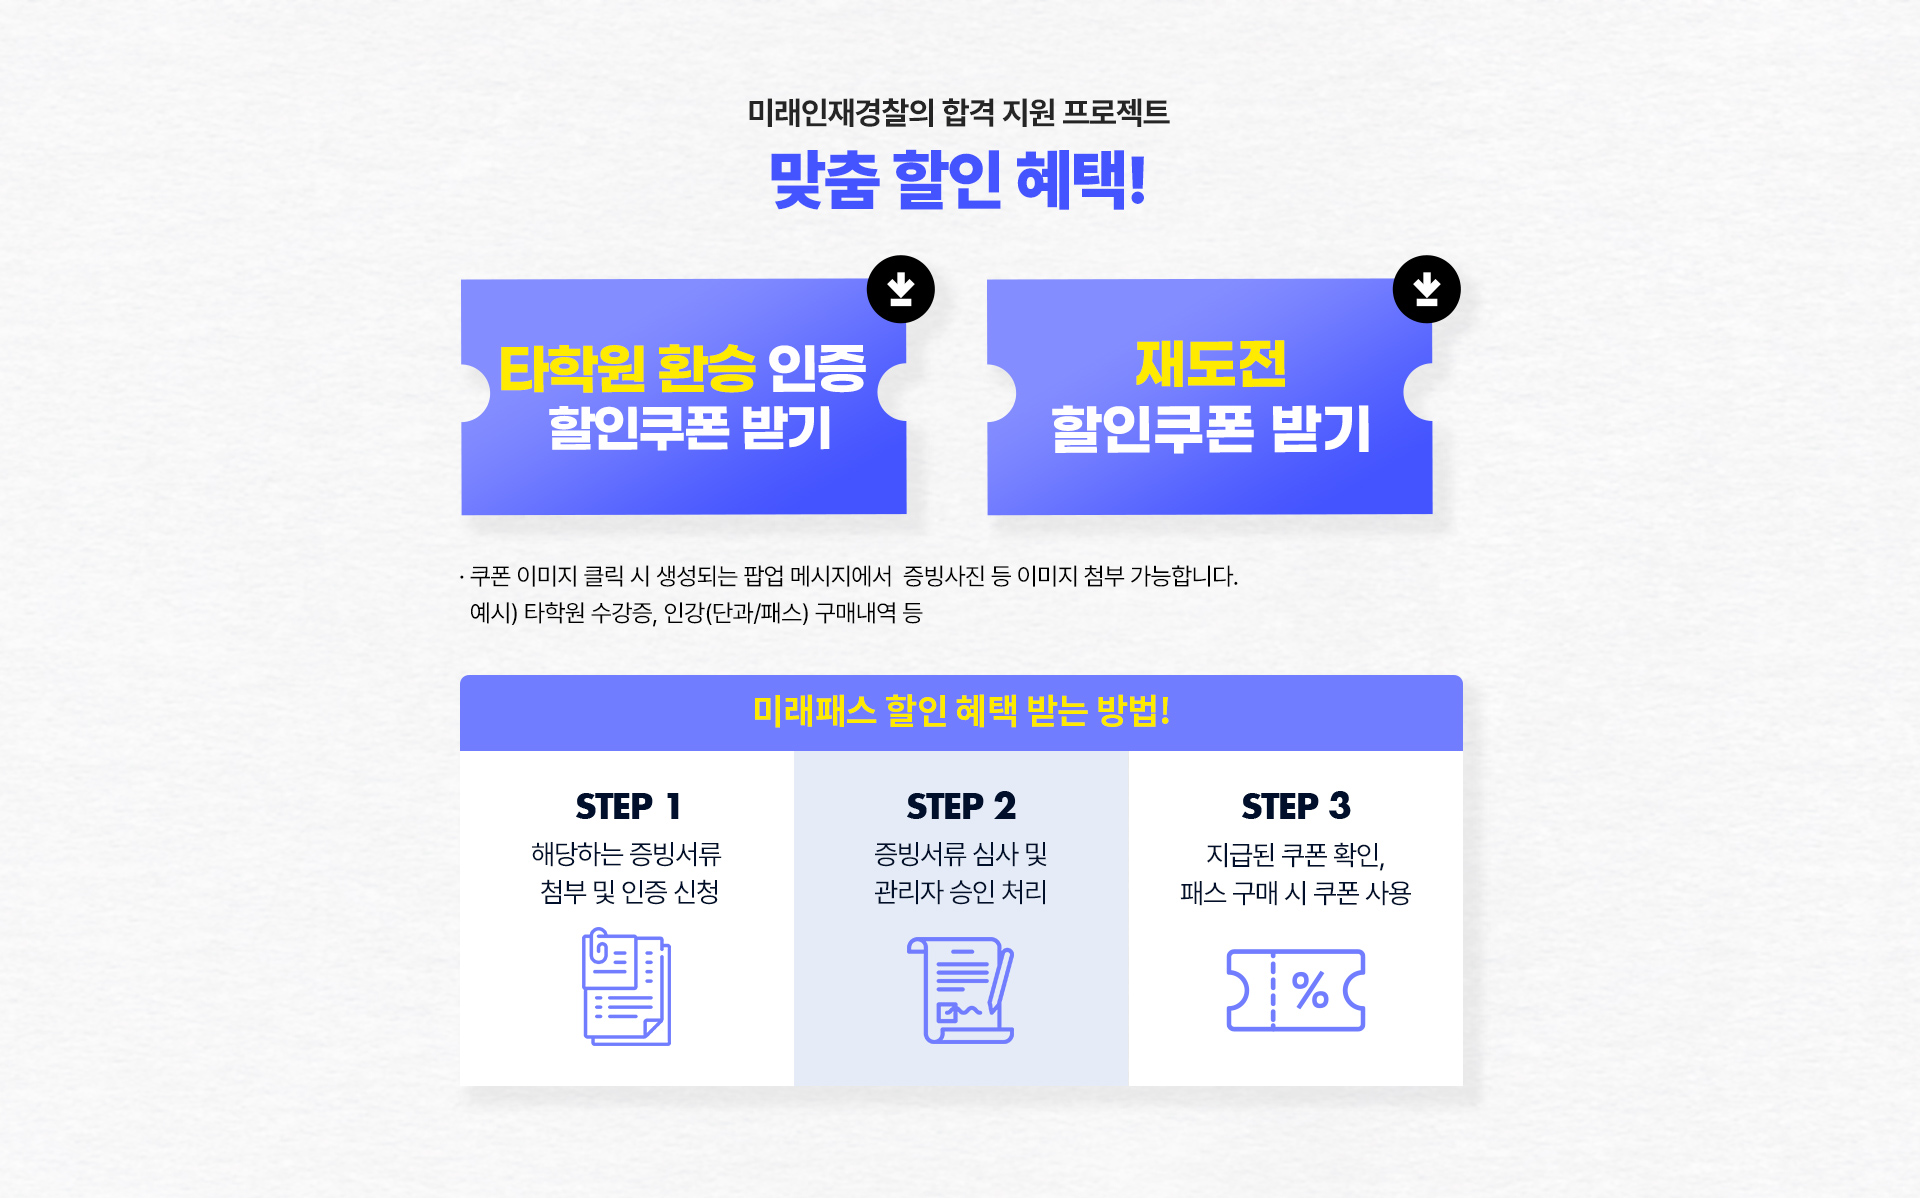 미래인재경찰의 합격 지원 프로젝트
맞춤 할인 혜택!
타학원 환승 인증
할인쿠폰 받기
재도전
할인쿠폰 받기
· 쿠폰 이미지 클릭 시 생성되는 팝업 메시지에서 증빙사진 등 이미지 첨부 가능합니다.
예시) 타학원 수강증, 인강(단과/패스) 구매내역 등
미래패스 할인 혜택 받는 방법!
STEP 1
해당하는 증빙서류
첨부 및 인증 신청
STEP 2
증빙서류 심사 및
관리자 승인 처리
STEP 3
지급된 쿠폰 확인,
패스 구매 시 쿠폰 사용
%